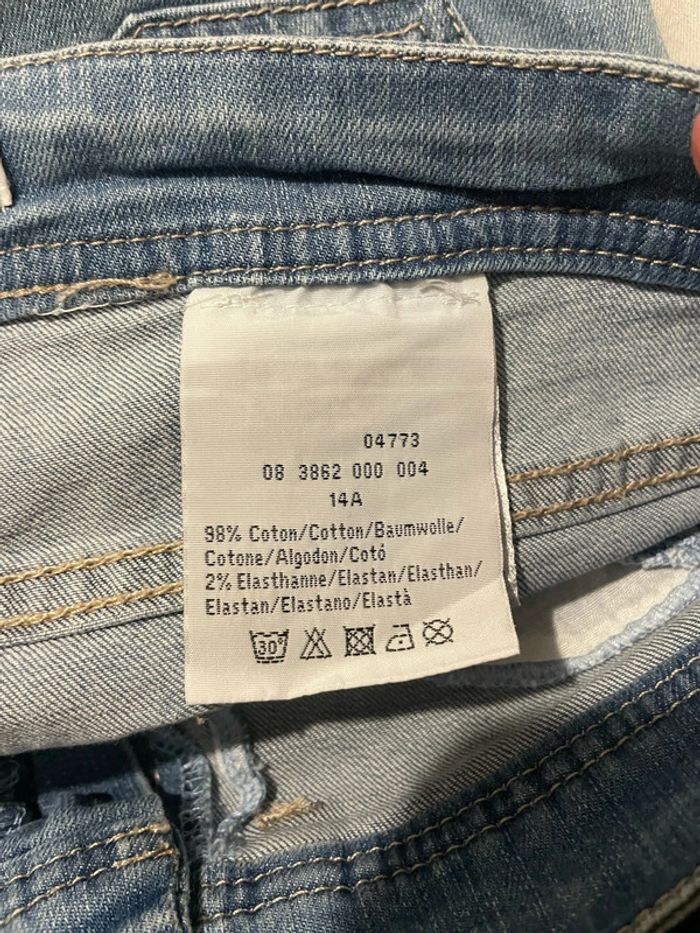 04773
08 3862 000 004
14A
98% Coton/Cotton/Baumwolle/
Cotone/Algodon/Cotó
2% Elasthanne/Elastan/Elasthan/
Elastan/Elastano/Elastà
30°